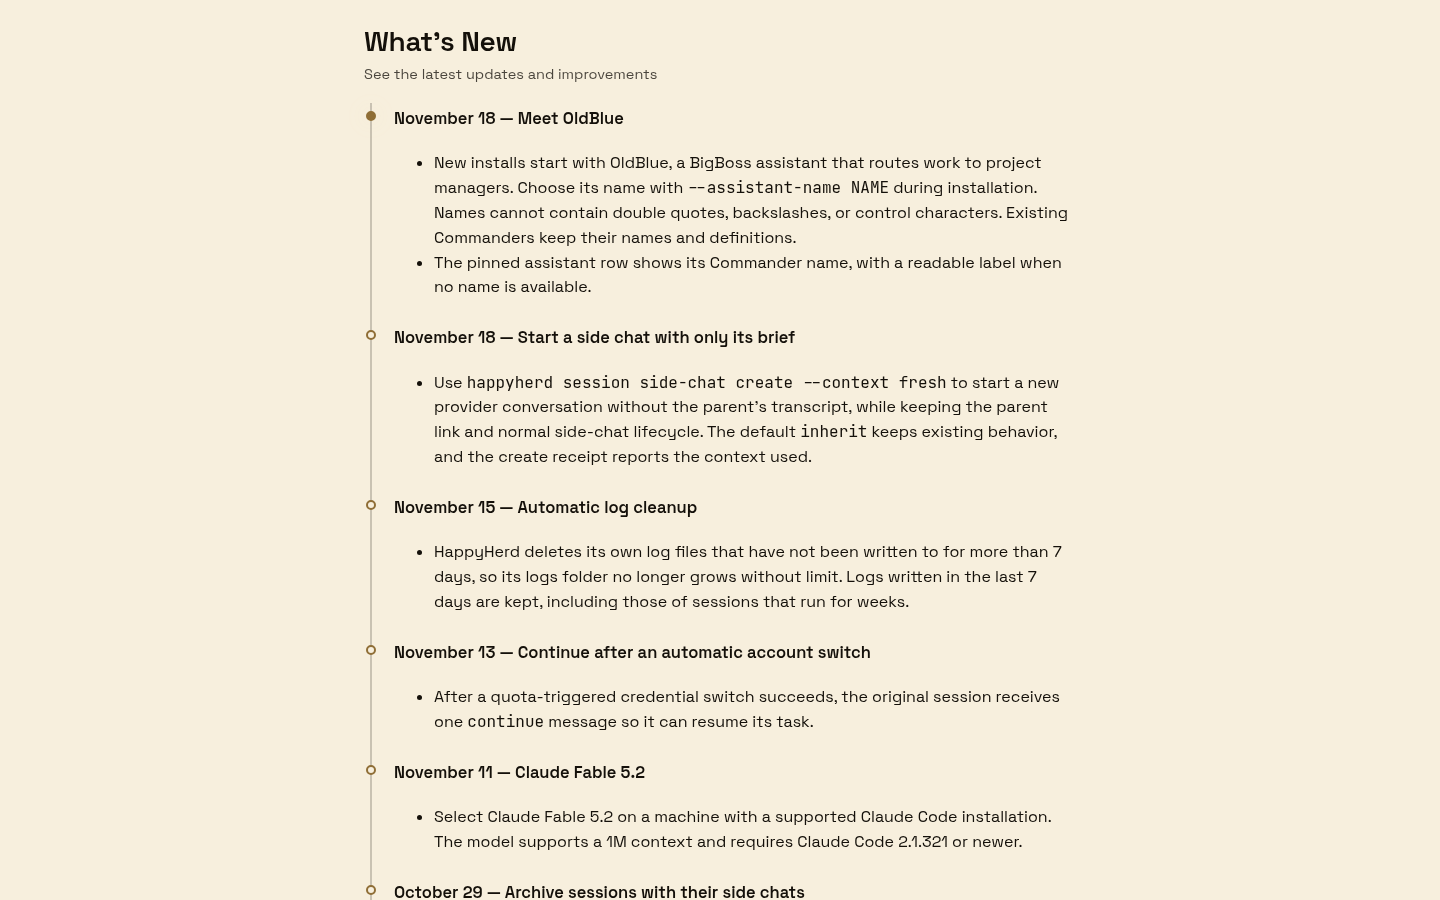 What's New
See the latest updates and improvements
November 18 — Meet OldBlue
• New installs start with OldBlue, a BigBoss assistant that routes work to project
managers. Choose its name with --assistant-name NAME during installation.
Names cannot contain double quotes, backslashes, or control characters. Existing
Commanders keep their names and definitions.
• The pinned assistant row shows its Commander name, with a readable label when
no name is available.
November 18 — Start a side chat with only its brief
• Use happyherd session side-chat create --context fresh to start a new
provider conversation without the parent's transcript, while keeping the parent
link and normal side-chat lifecycle. The default inherit keeps existing behavior,
and the create receipt reports the context used.
November 15 — Automatic log cleanup
• HappyHerd deletes its own log files that have not been written to for more than 7
days, so its logs folder no longer grows without limit. Logs written in the last 7
days are kept, including those of sessions that run for weeks.
November 13 — Continue after an automatic account switch
• After a quota-triggered credential switch succeeds, the original session receives
one continue message so it can resume its task.
November 11 — Claude Fable 5.2
• Select Claude Fable 5.2 on a machine with a supported Claude Code installation.
The model supports a 1M context and requires Claude Code 2.1.321 or newer.
October 29 — Archive sessions with their side chats